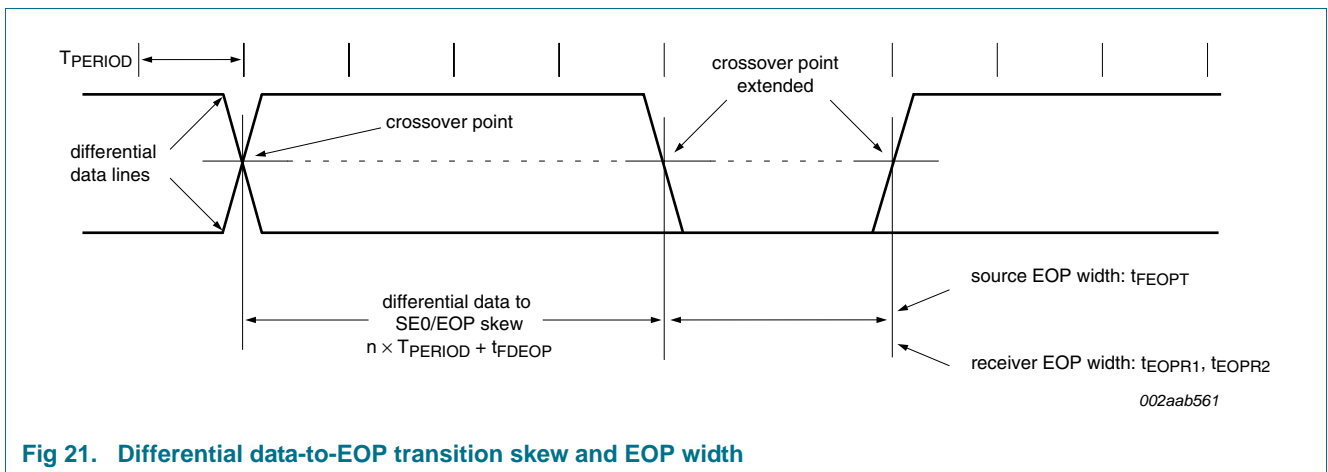 TPERIOD
crossover point
extended
crossover point
differential
data lines
differential data to
SE0/EOP skew
n × TPERIOD + tFDEOP
source EOP width: tFEOPT
receiver EOP width: tEOPR1, tEOPR2
002aab561
Fig 21. Differential data-to-EOP transition skew and EOP width